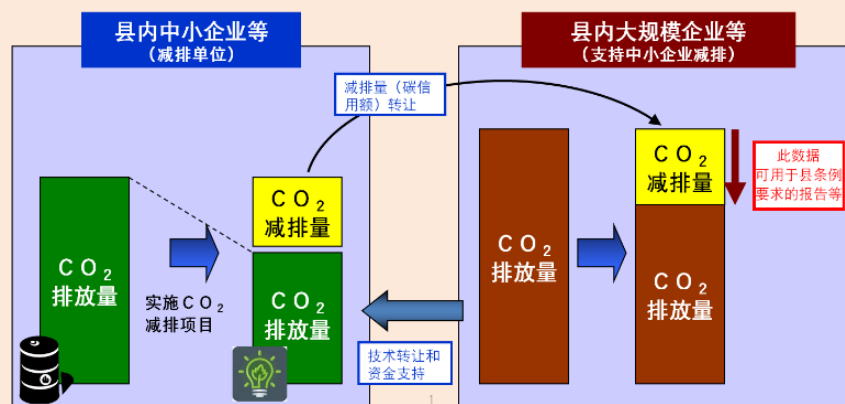 县内中小企业等
（减排单位）
县内大规模企业等
（支持中小企业减排）
减排量（碳信
用额）转让
CO₂
减排量
CO₂
排放量
实施CO₂
减排项目
CO₂
排放量
技术转让和
资金支持
CO₂
排放量
CO₂
减排量
CO₂
排放量
此数据
可用于县条例
要求的报告等
1